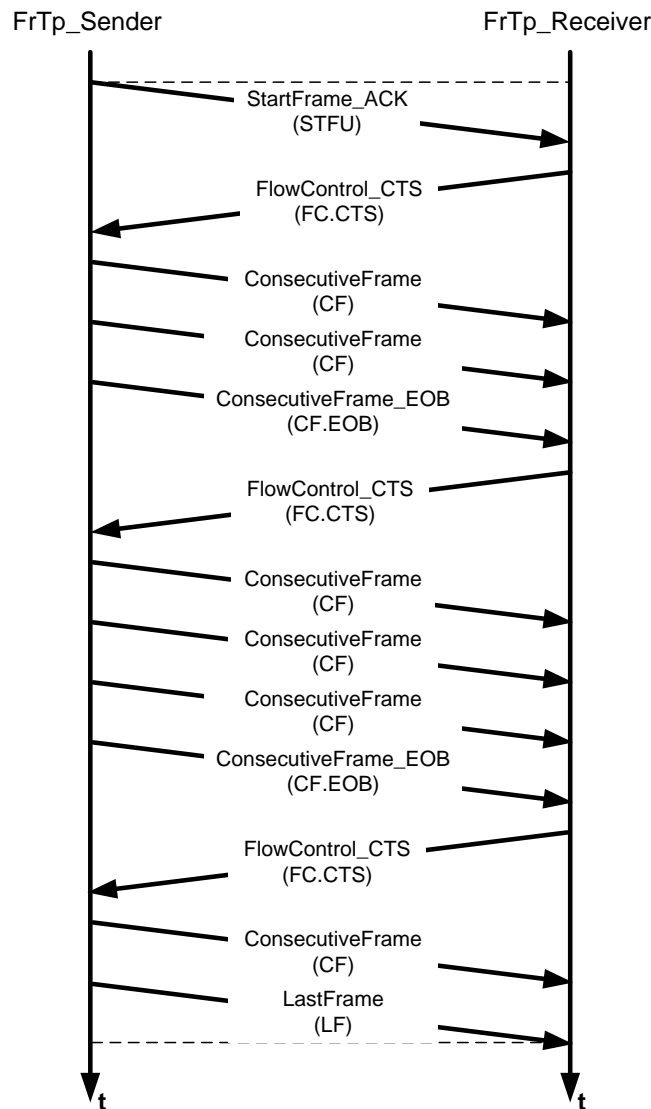 FrTp_Sender
FrTp_Receiver
StartFrame_ACK
(STFU)
FlowControl_CTS
(FC.CTS)
ConsecutiveFrame
(CF)
ConsecutiveFrame
(CF)
ConsecutiveFrame_EOB
(CF.EOB)
FlowControl_CTS
(FC.CTS)
ConsecutiveFrame
(CF)
ConsecutiveFrame
(CF)
ConsecutiveFrame
(CF)
ConsecutiveFrame_EOB
(CF.EOB)
FlowControl_CTS
(FC.CTS)
ConsecutiveFrame
(CF)
LastFrame
(LF)
t
t